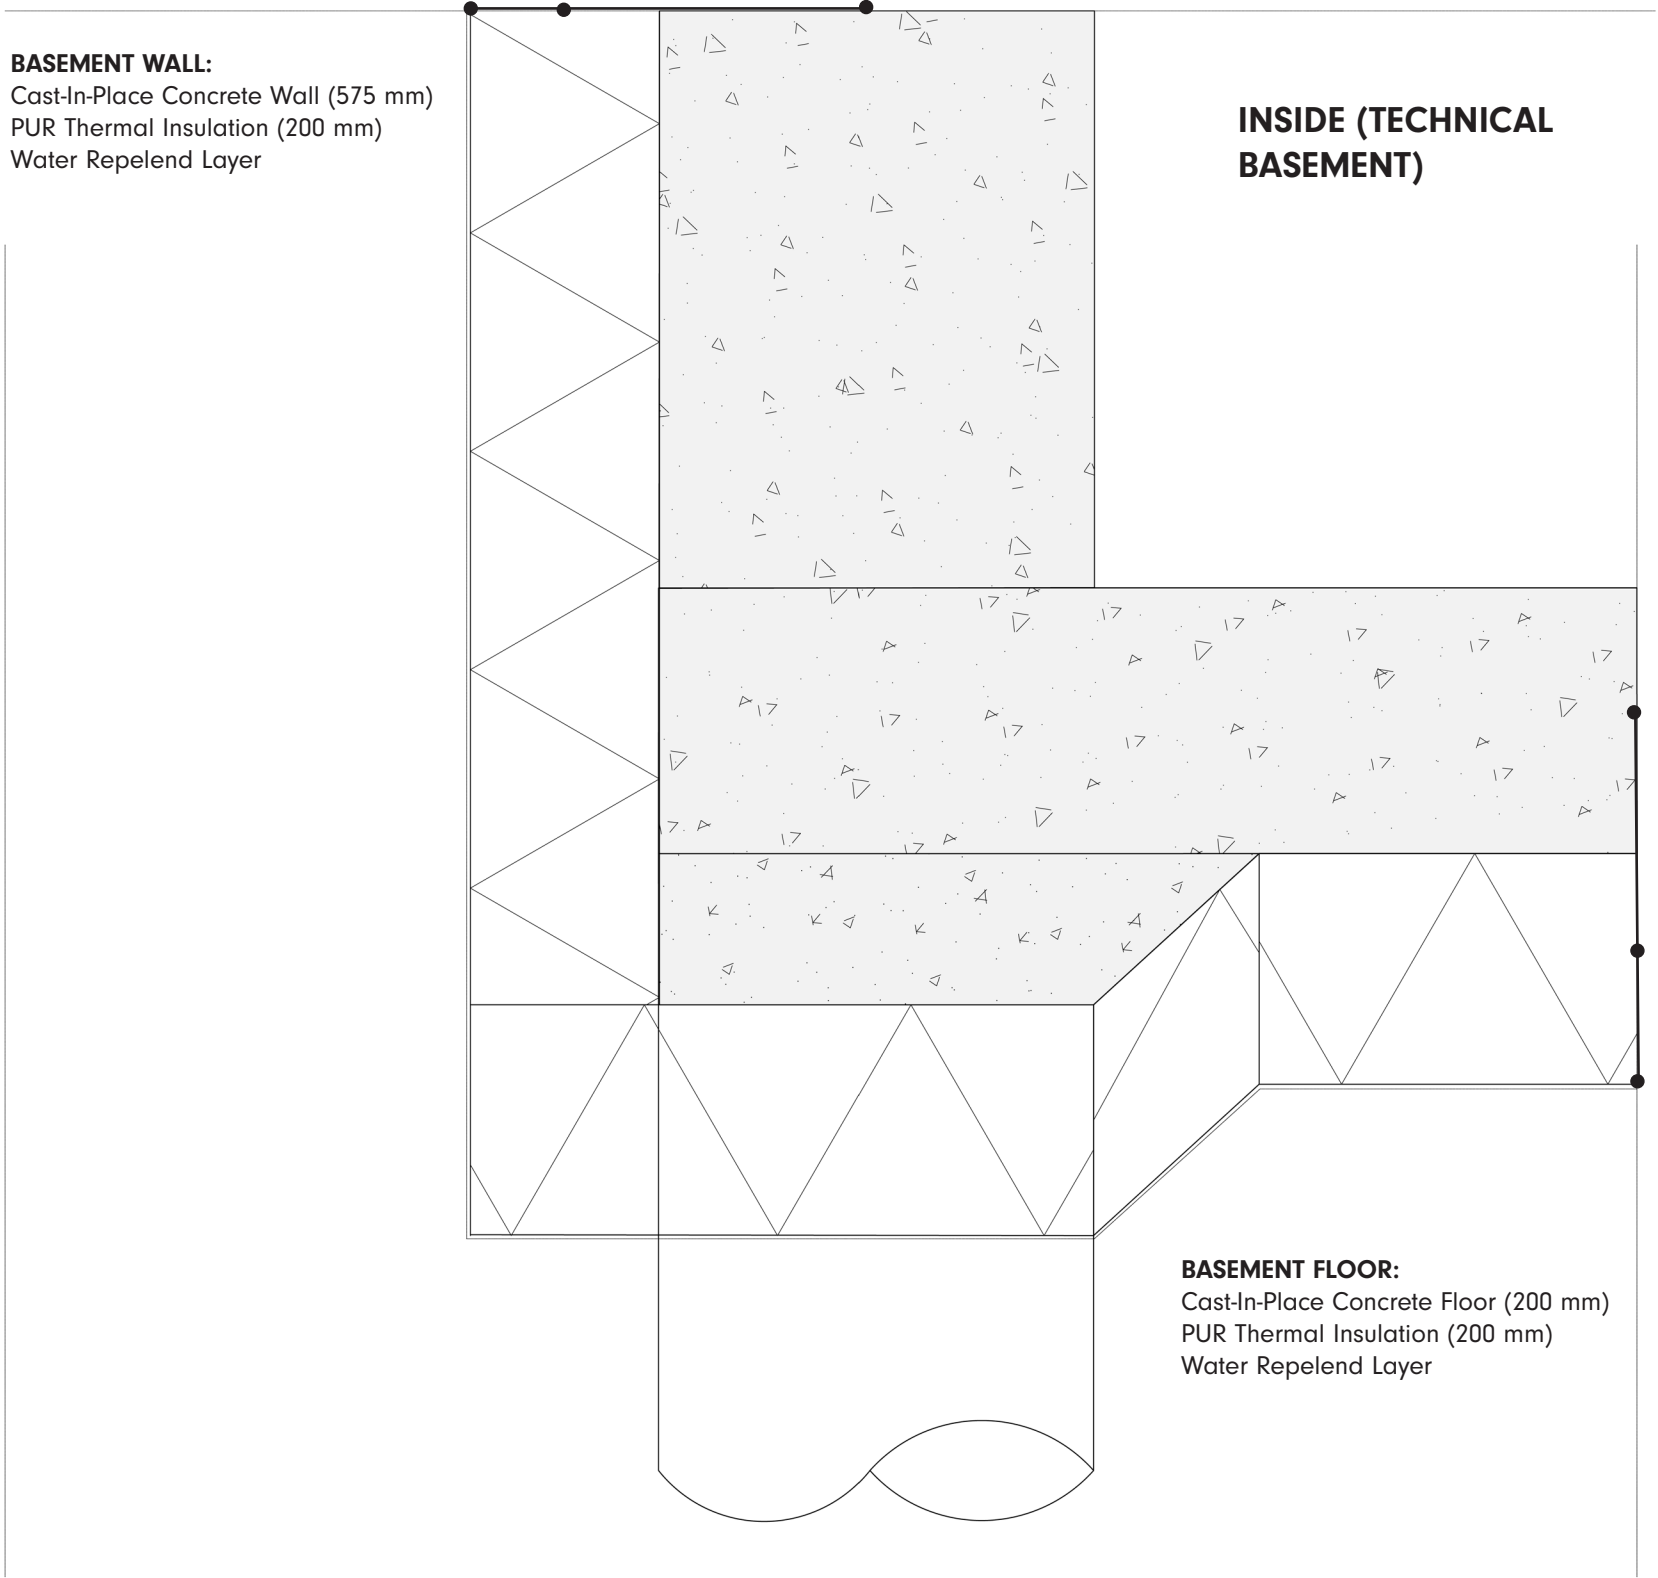 BASEMENT WALL:
Cast-In-Place Concrete Wall (575 mm)
PUR Thermal Insulation (200 mm)
Water Repelend Layer
INSIDE (TECHNICAL
BASEMENT)
BASEMENT FLOOR:
Cast-In-Place Concrete Floor (200 mm)
PUR Thermal Insulation (200 mm)
Water Repelend Layer